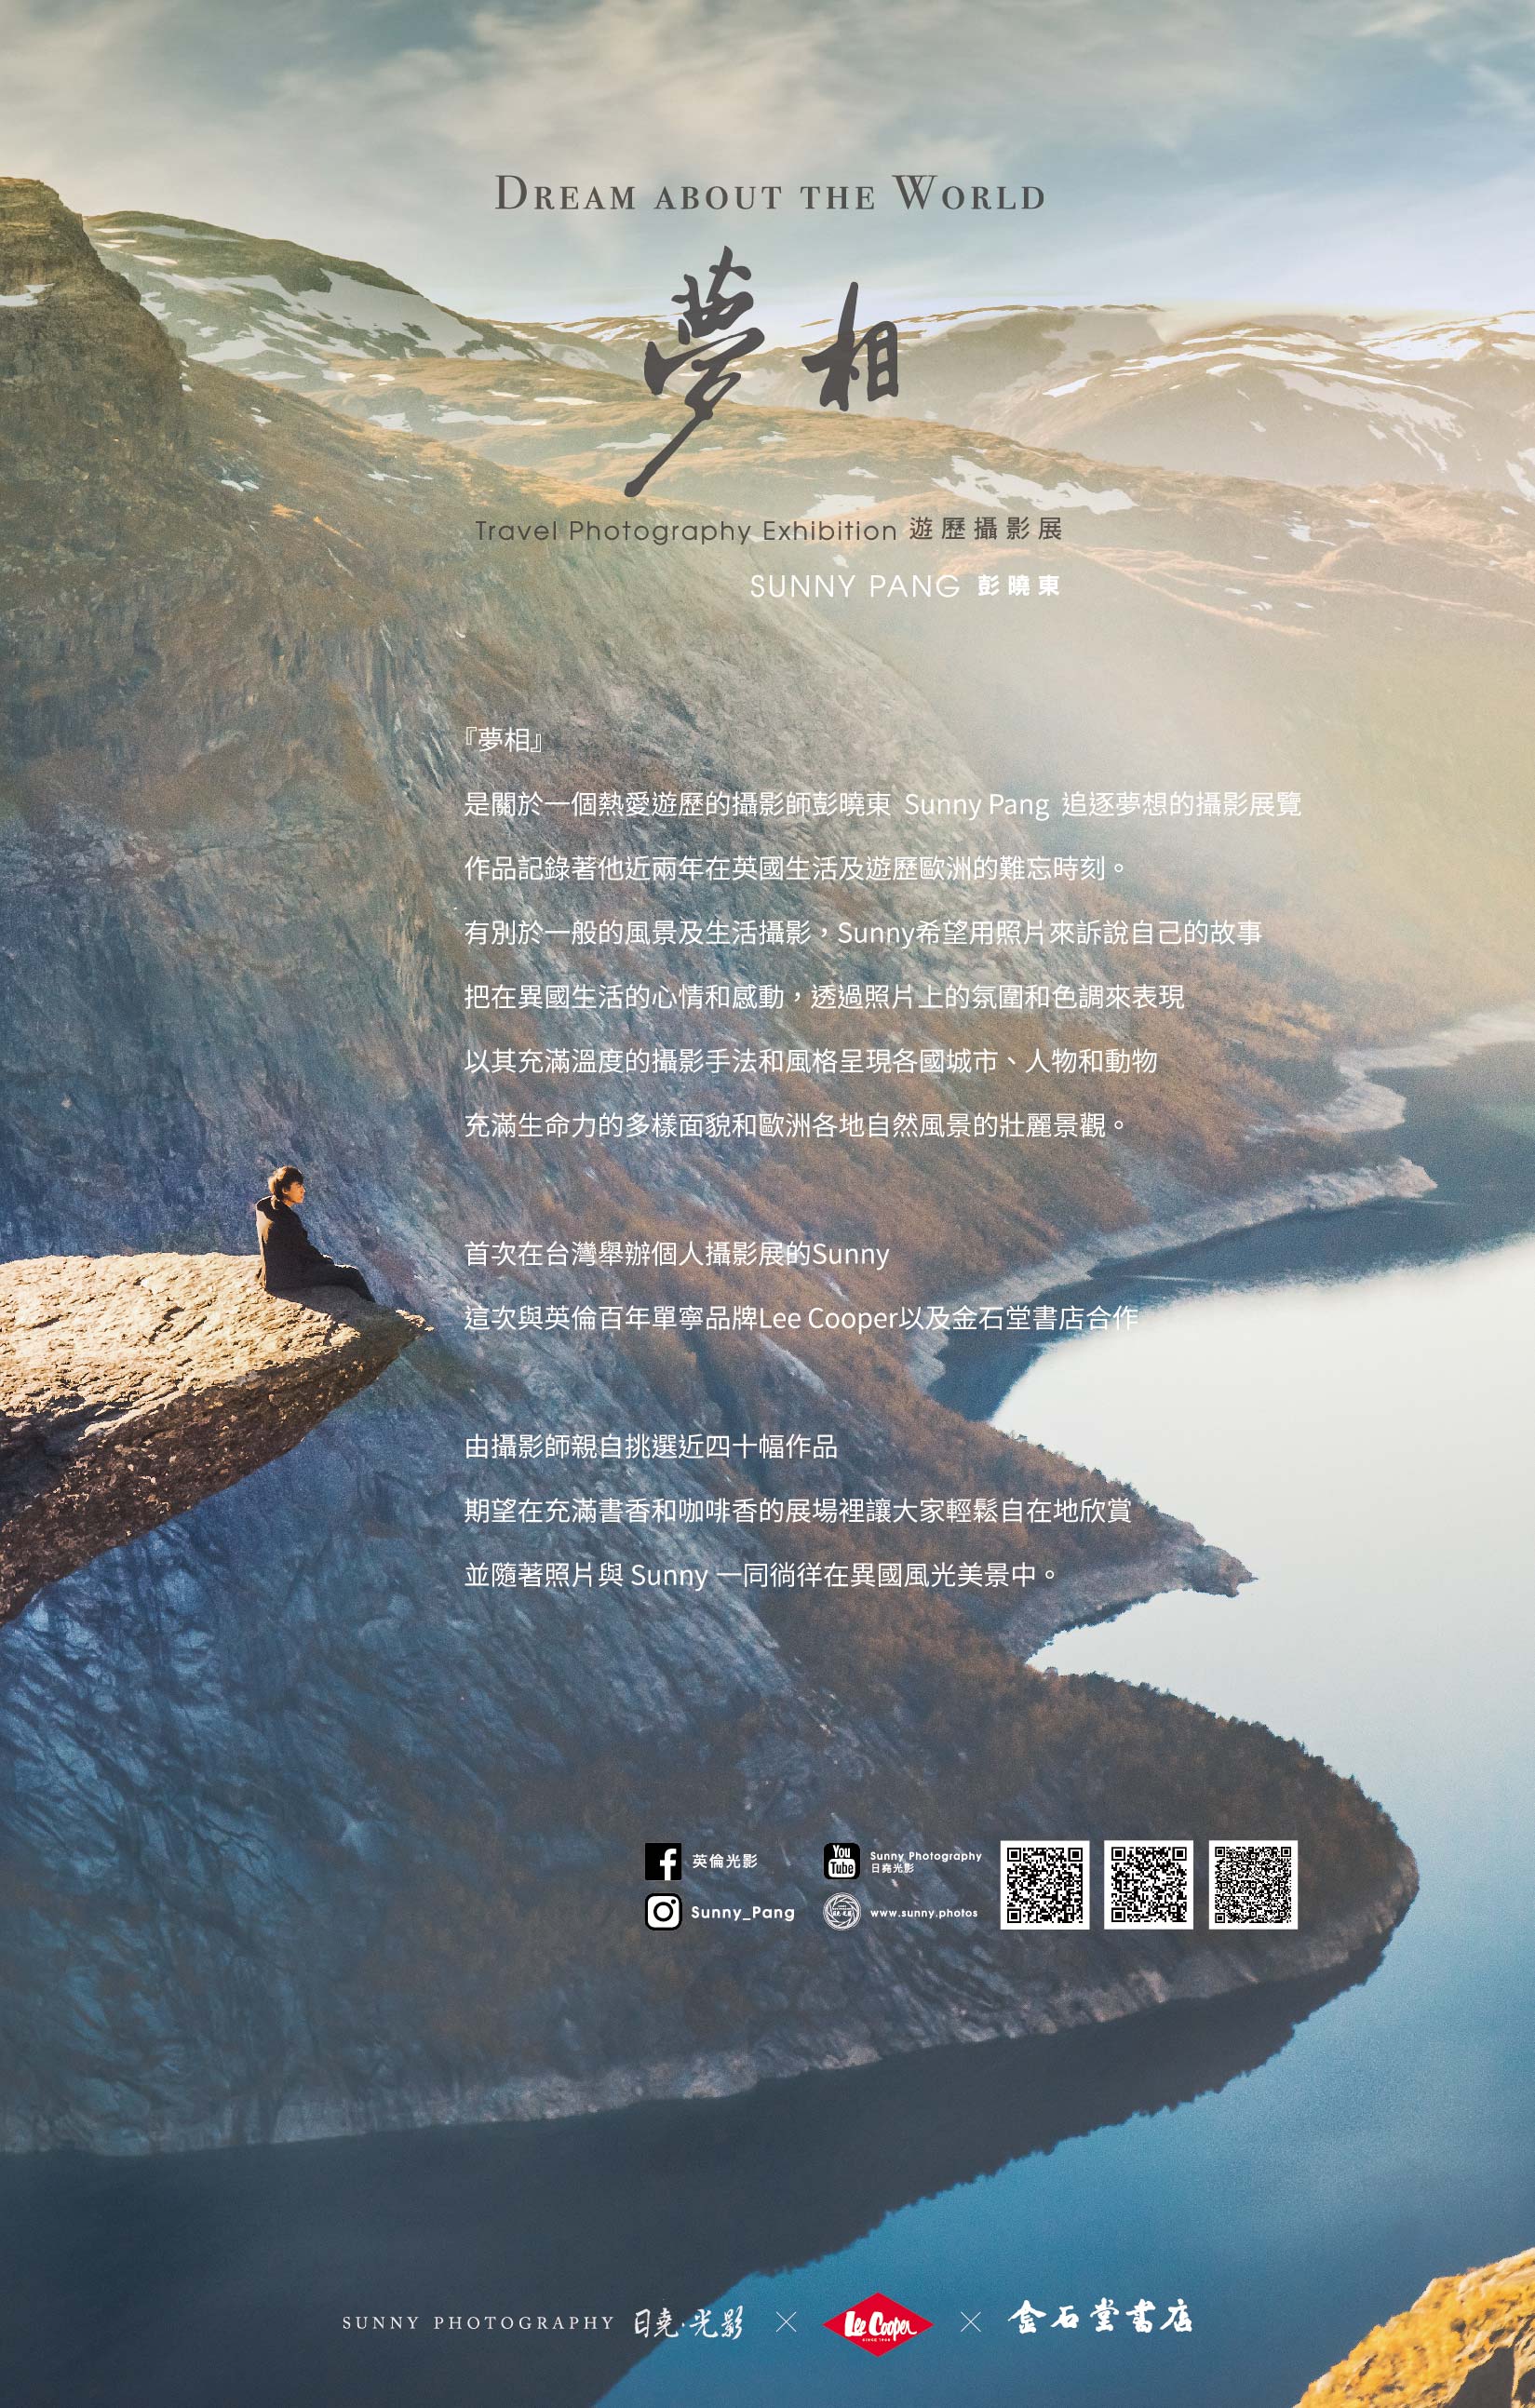 DREAM ABOUT THE WORLD
夢相
Travel Photography Exhibition 遊歷攝影展
SUNNY PANG 彭曉東
『夢相』
是關於一個熱愛遊歷的攝影師彭曉東 Sunny Pang 追逐夢想的攝影展覽
作品記錄著他近兩年在英國生活及遊歷歐洲的難忘時刻。
有別於一般的風景及生活攝影，Sunny希望用照片來訴說自己的故事
把在異國生活的心情和感動，透過照片上的氛圍和色調來表現
以其充滿溫度的攝影手法和風格呈現各國城市、人物和動物
充滿生命力的多樣面貌和歐洲各地自然風景的壯麗景觀。
首次在台灣舉辦個人攝影展的Sunny
這次與英倫百年單寧品牌Lee Cooper以及金石堂書店合作
由攝影師親自挑選近四十幅作品
期望在充滿書香和咖啡香的展場裡讓大家輕鬆自在地欣賞
並隨著照片與 Sunny 一同徜徉在異國風光美景中。
英倫光影
You Tube Sunny Photography
日堯光影
Sunny_Pang
www.sunny.photos
SUNNY PHOTOGRAPHY 日堯·光影 × Lee Cooper SINCE 1908 × 金石堂書店